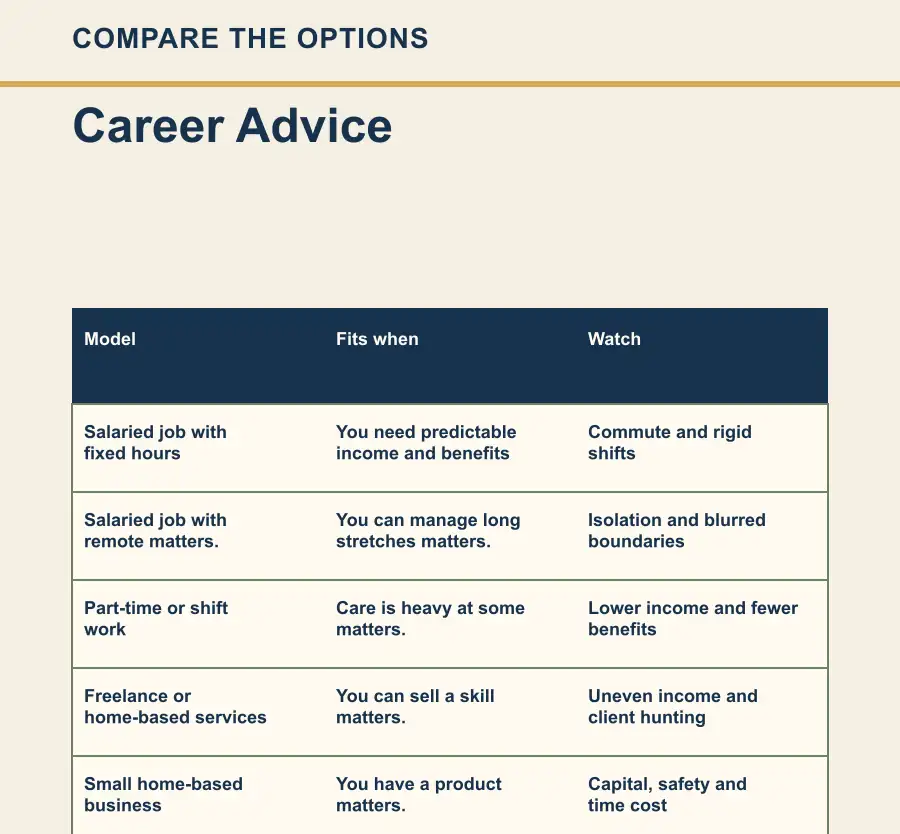 COMPARE THE OPTIONS
Career Advice
Model
Fits when
Watch
Salaried job with
fixed hours
You need predictable
income and benefits
Commute and rigid
shifts
Salaried job with
remote matters.
You can manage long
stretches matters.
Isolation and blurred
boundaries
Part-time or shift
work
Care is heavy at some
matters.
Lower income and fewer
benefits
Freelance or
home-based services
You can sell a skill
matters.
Uneven income and
client hunting
Small home-based
business
You have a product
matters.
Capital, safety and
time cost